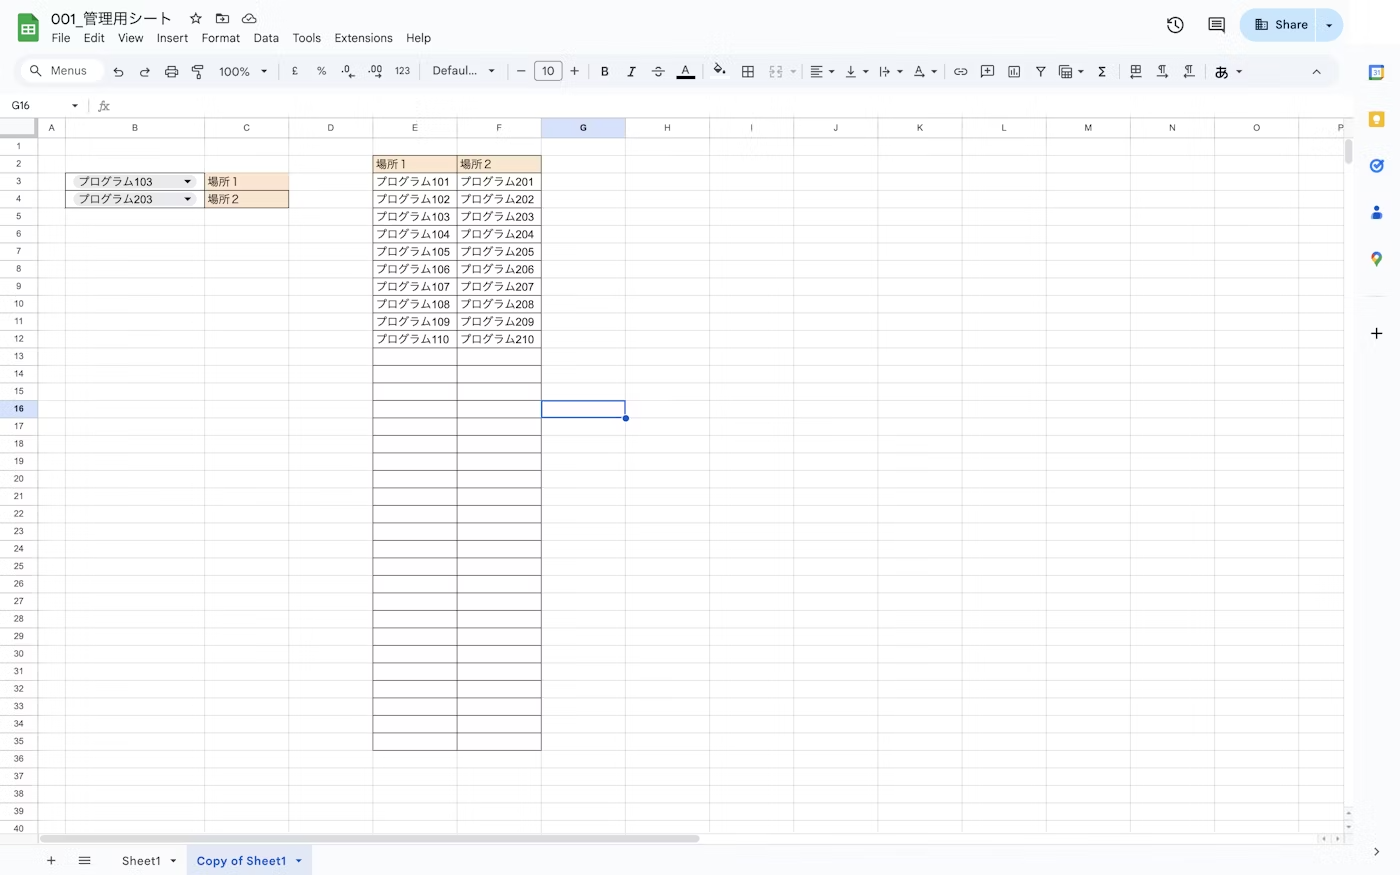 001_管理用シート
File Edit View Insert Format Data Tools Extensions Help
Share
Menus 100% £ % .0 .00 123 Defaul... 10 B I A あ
G16 fx
A B C D E F G H I J K L M N O P
1
2 場所１ 場所２
3 プログラム103 場所１ プログラム101 プログラム201
4 プログラム203 場所２ プログラム102 プログラム202
5 プログラム103 プログラム203
6 プログラム104 プログラム204
7 プログラム105 プログラム205
8 プログラム106 プログラム206
9 プログラム107 プログラム207
10 プログラム108 プログラム208
11 プログラム109 プログラム209
12 プログラム110 プログラム210
13
14
15
16
17
18
19
20
21
22
23
24
25
26
27
28
29
30
31
32
33
34
35
36
37
38
39
40
Sheet1 Copy of Sheet1